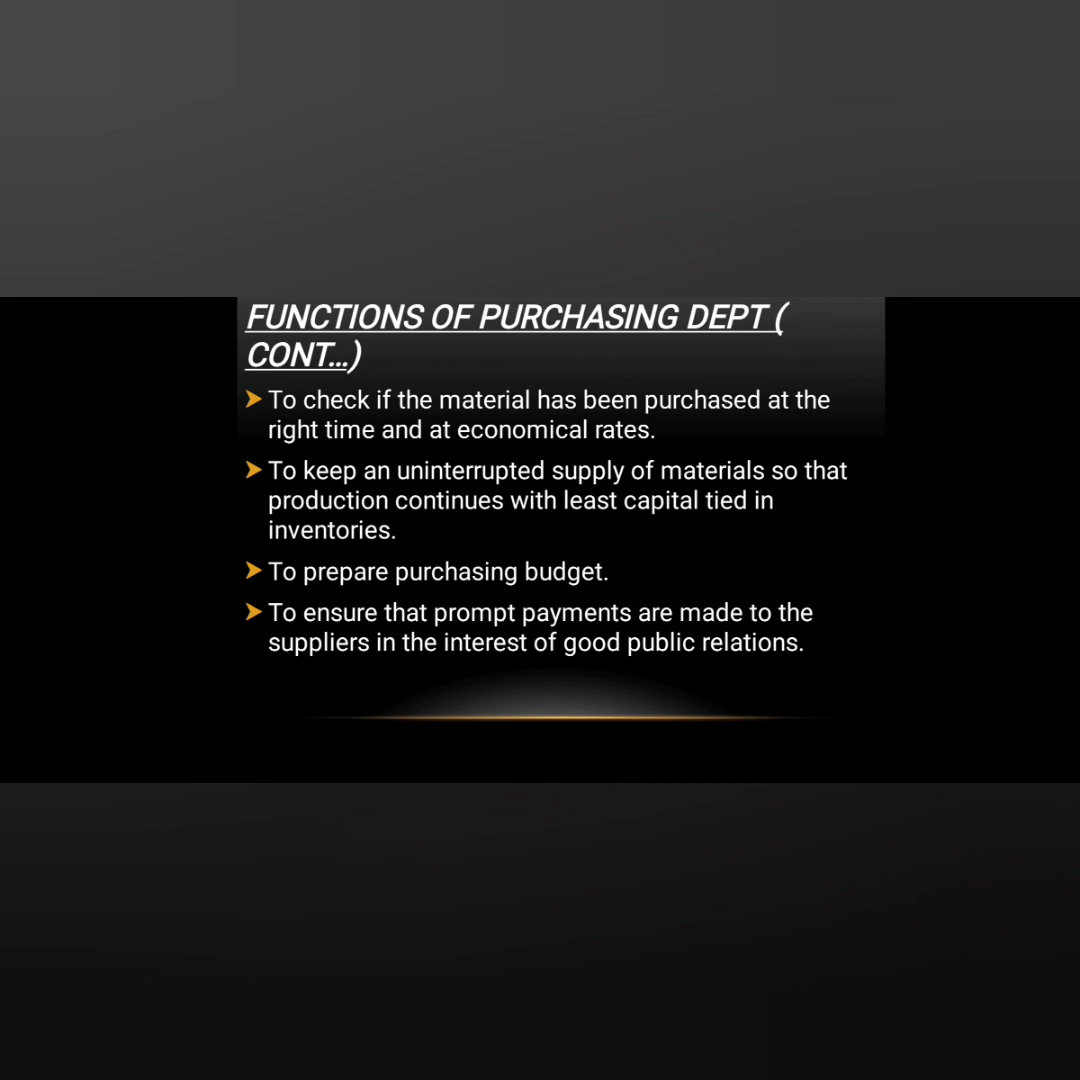 FUNCTIONS OF PURCHASING DEPT (
CONT...)
To check if the material has been purchased at the
right time and at economical rates.
To keep an uninterrupted supply of materials so that
production continues with least capital tied in
inventories.
To prepare purchasing budget.
To ensure that prompt payments are made to the
suppliers in the interest of good public relations.